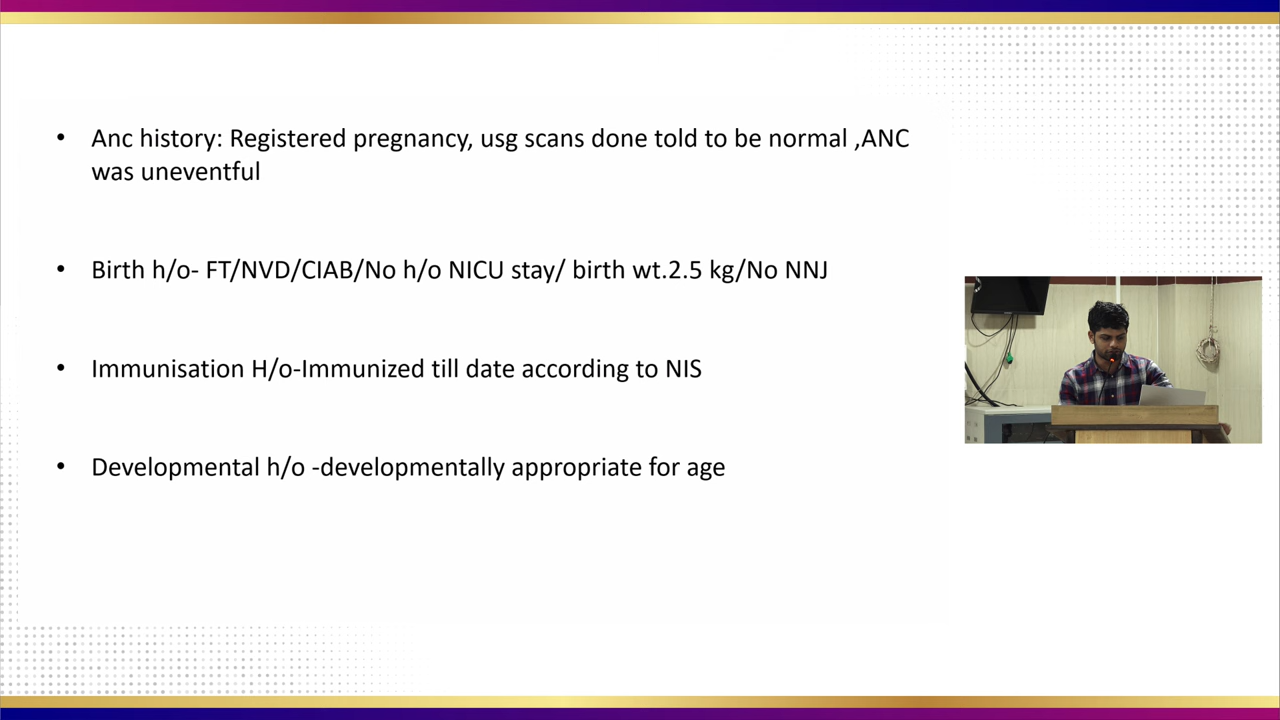 • Anc history: Registered pregnancy, usg scans done told to be normal ,ANC
was uneventful
• Birth h/o- FT/NVD/CIAB/No h/o NICU stay/ birth wt.2.5 kg/No NNJ
• Immunisation H/o-Immunized till date according to NIS
• Developmental h/o -developmentally appropriate for age